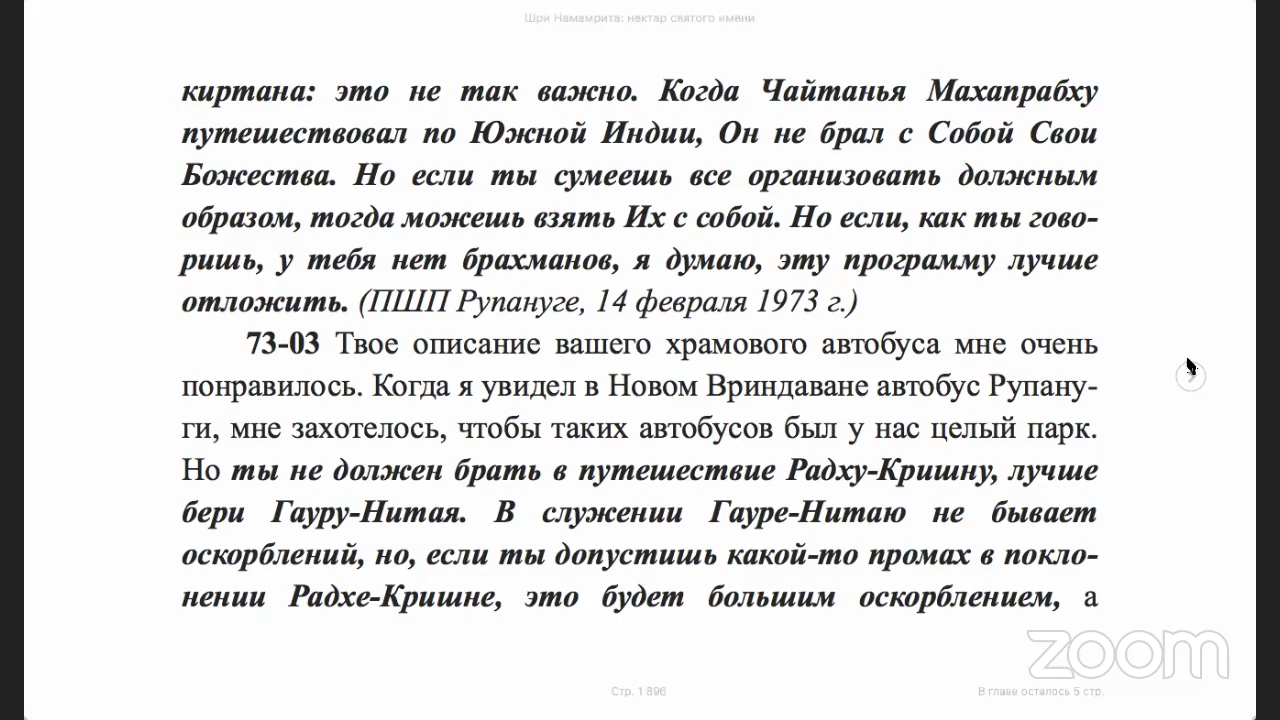 Шри Намамрита: нектар святого имени
киртана: это не так важно. Когда Чайтанья Махапрабху
путешествовал по Южной Индии, Он не брал с Собой Свои
Божества. Но если ты сумеешь все организовать должным
образом, тогда можешь взять Их с собой. Но если, как ты гово-
ришь, у тебя нет брахманов, я думаю, эту программу лучше
отложить. (ПШП Рупануге, 14 февраля 1973 г.)
73-03 Твое описание вашего храмового автобуса мне очень
понравилось. Когда я увидел в Новом Вриндаване автобус Рупану-
ги, мне захотелось, чтобы таких автобусов был у нас целый парк.
Но ты не должен брать в путешествие Радху-Кришну, лучше
бери Гауру-Нитая. В служении Гауре-Нитаю не бывает
оскорблений, но, если ты допустишь какой-то промах в покло-
нении Радхе-Кришне, это будет большим оскорблением, а
zoom
Стр. 1 896
В главе осталось 5 стр.